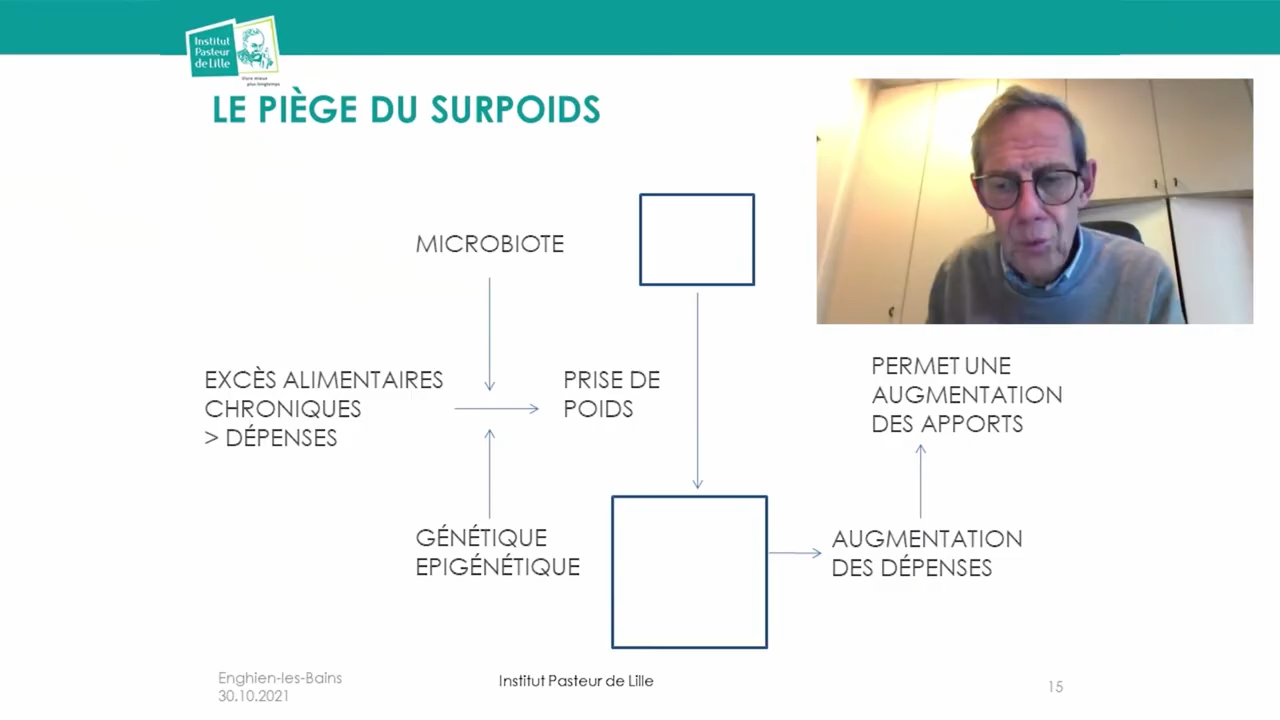 Institut
Pasteur
de Lille
Vivre mieux
plus longtemps
LE PIÈGE DU SURPOIDS
MICROBIOTE
EXCÈS ALIMENTAIRES
CHRONIQUES
> DÉPENSES
PRISE DE
POIDS
PERMET UNE
AUGMENTATION
DES APPORTS
GÉNÉTIQUE
EPIGÉNÉTIQUE
AUGMENTATION
DES DÉPENSES
Enghien-les-Bains
30.10.2021
Institut Pasteur de Lille
15